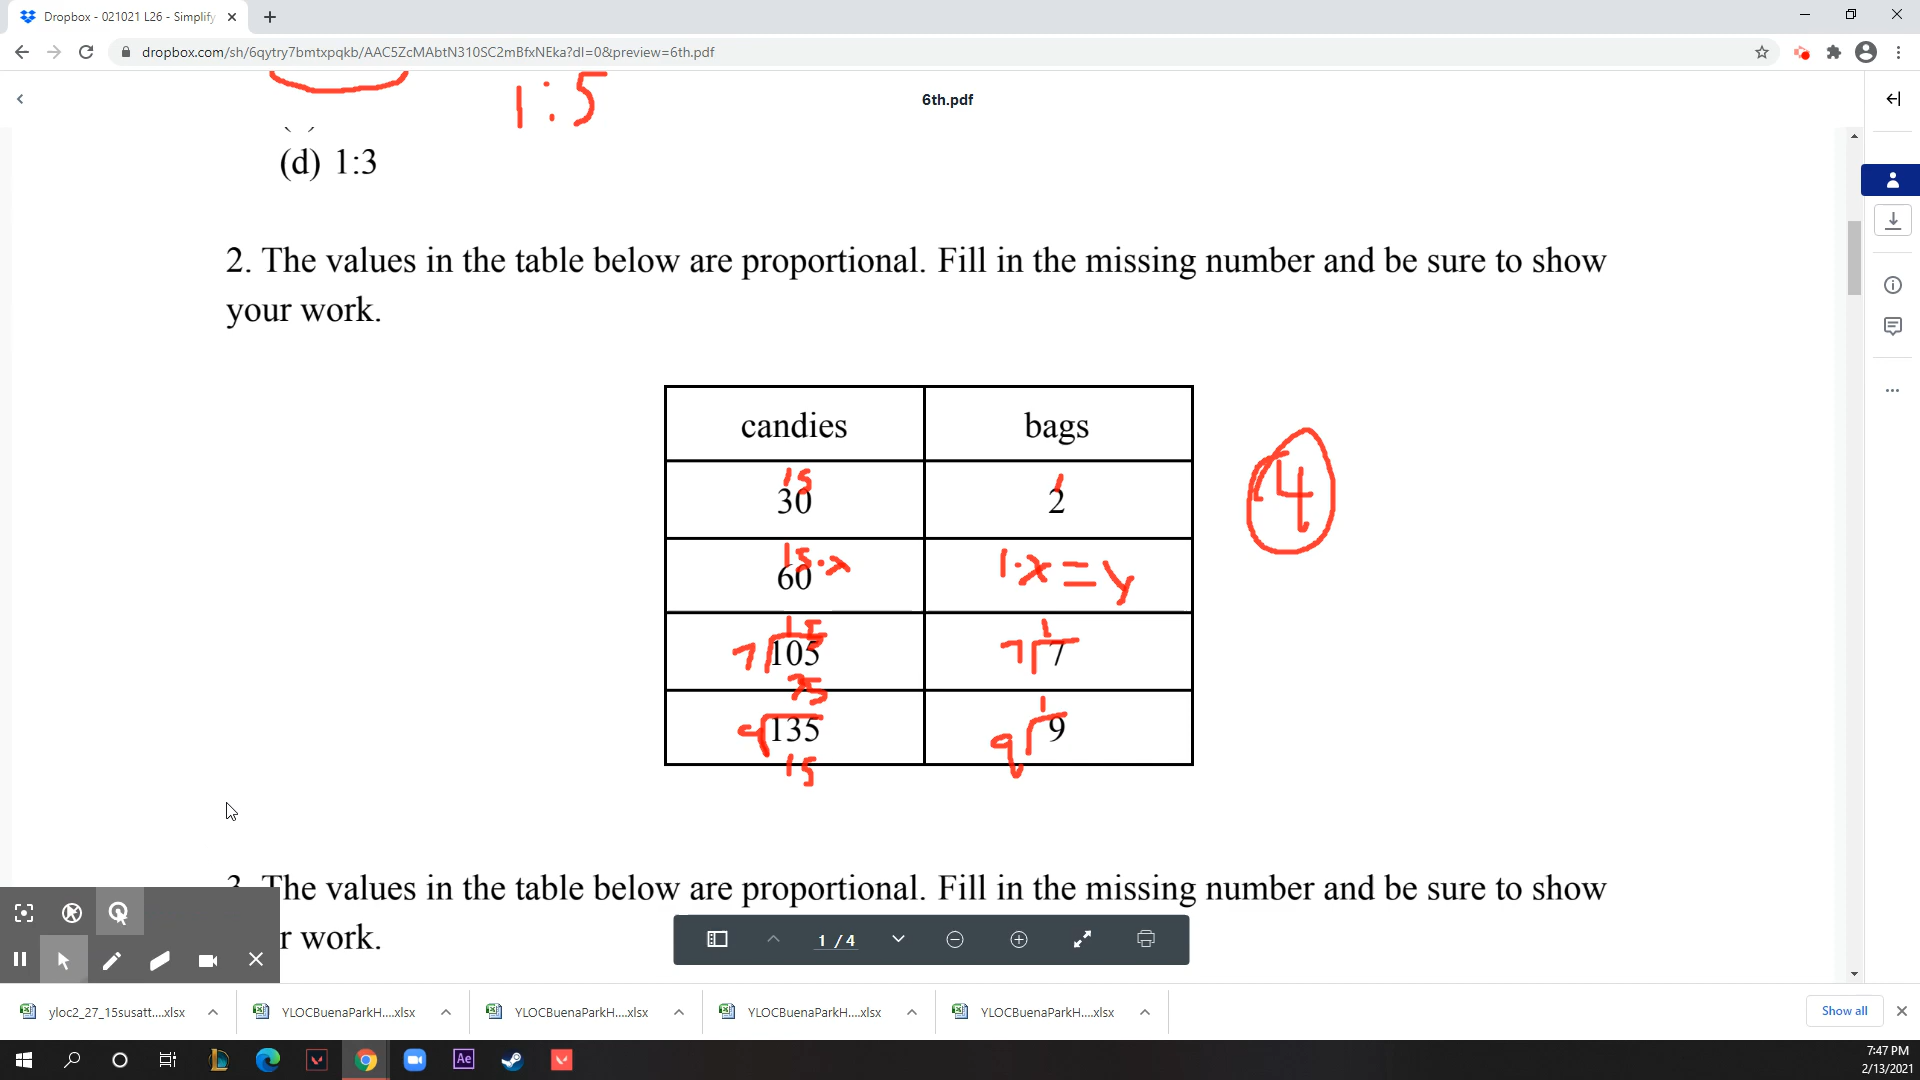 Dropbox - 021021 L26 - Simplify
dropbox.com/sh/6qytry7bmtxpqkb/AAC5ZcMAbtN310SC2mBfxNEka?dl=0&preview=6th.pdf
6th.pdf
1:5
(d) 1:3
2. The values in the table below are proportional. Fill in the missing number and be sure to show
your work.
candies bags
15 1
30 2
4
15·x 1·x=y
60
15 1
7 105 7 7
35 1
9 135 9 9
15
The values in the table below are proportional. Fill in the missing number and be sure to show
r work.
1 / 4
yloc2_27_15susatt....xlsx YLOCBuenaParkH....xlsx YLOCBuenaParkH....xlsx YLOCBuenaParkH....xlsx YLOCBuenaParkH....xlsx Show all
Ae
7:47 PM
2/13/2021